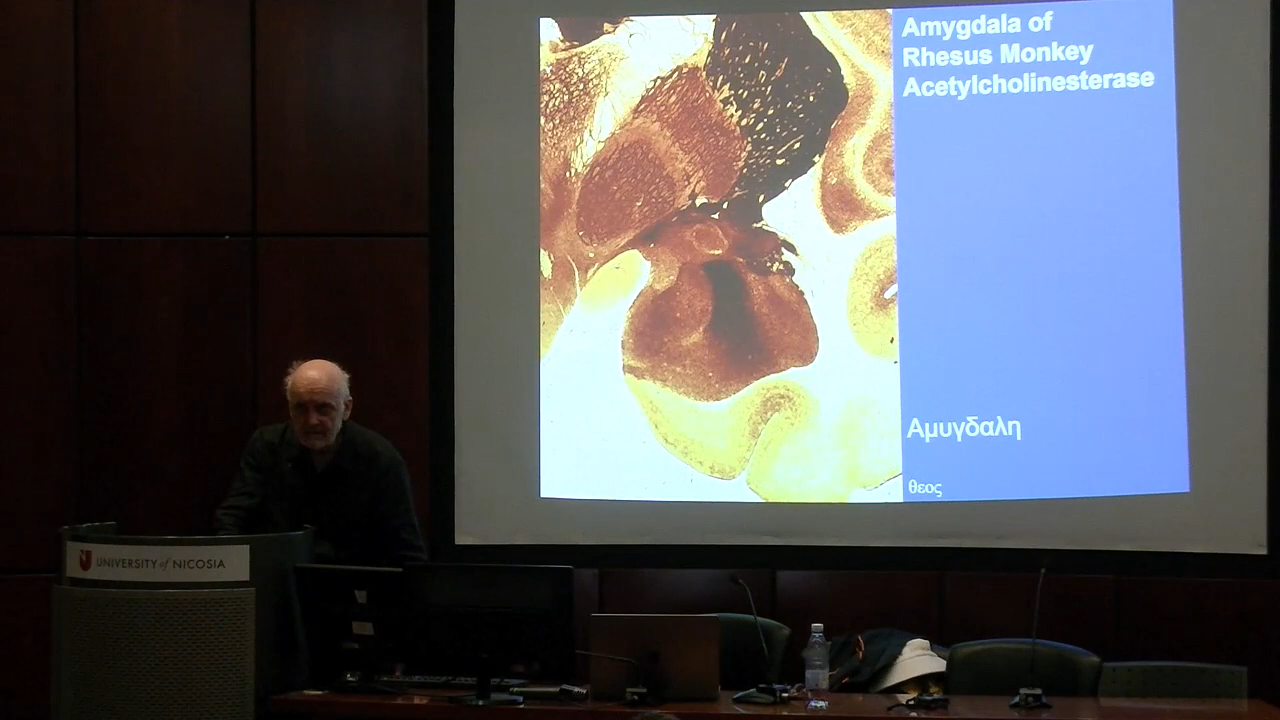 Amygdala of
Rhesus Monkey
Acetylcholinesterase
Αμυγδαλη
θεος
UNIVERSITY of NICOSIA